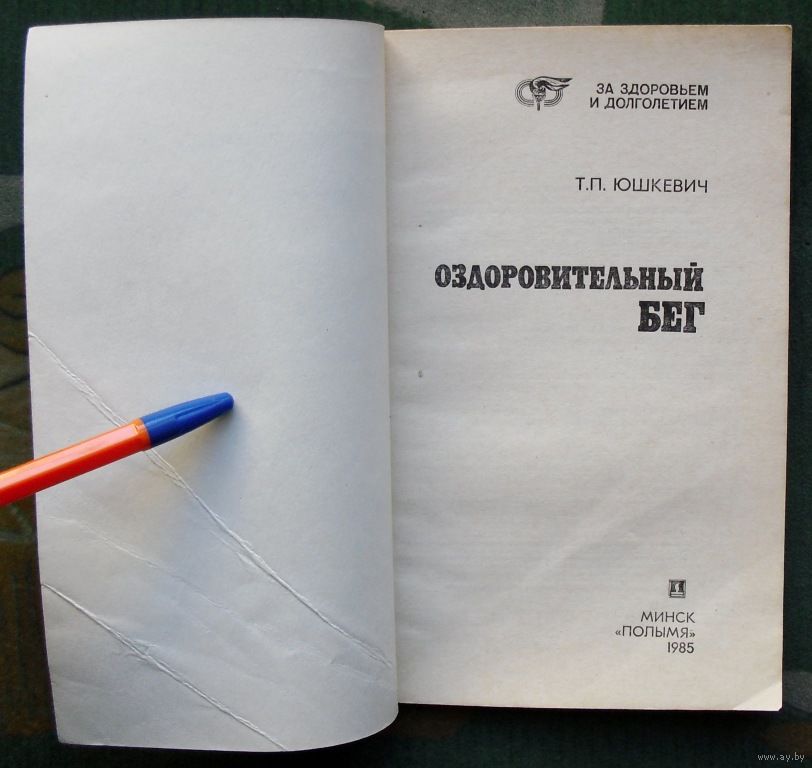 ЗА ЗДОРОВЬЕМ
И ДОЛГОЛЕТИЕМ
Т.П. ЮШКЕВИЧ
ОЗДОРОВИТЕЛЬНЫЙ
БЕГ
МИНСК
«ПОЛЫМЯ»
1985
www.ay.by